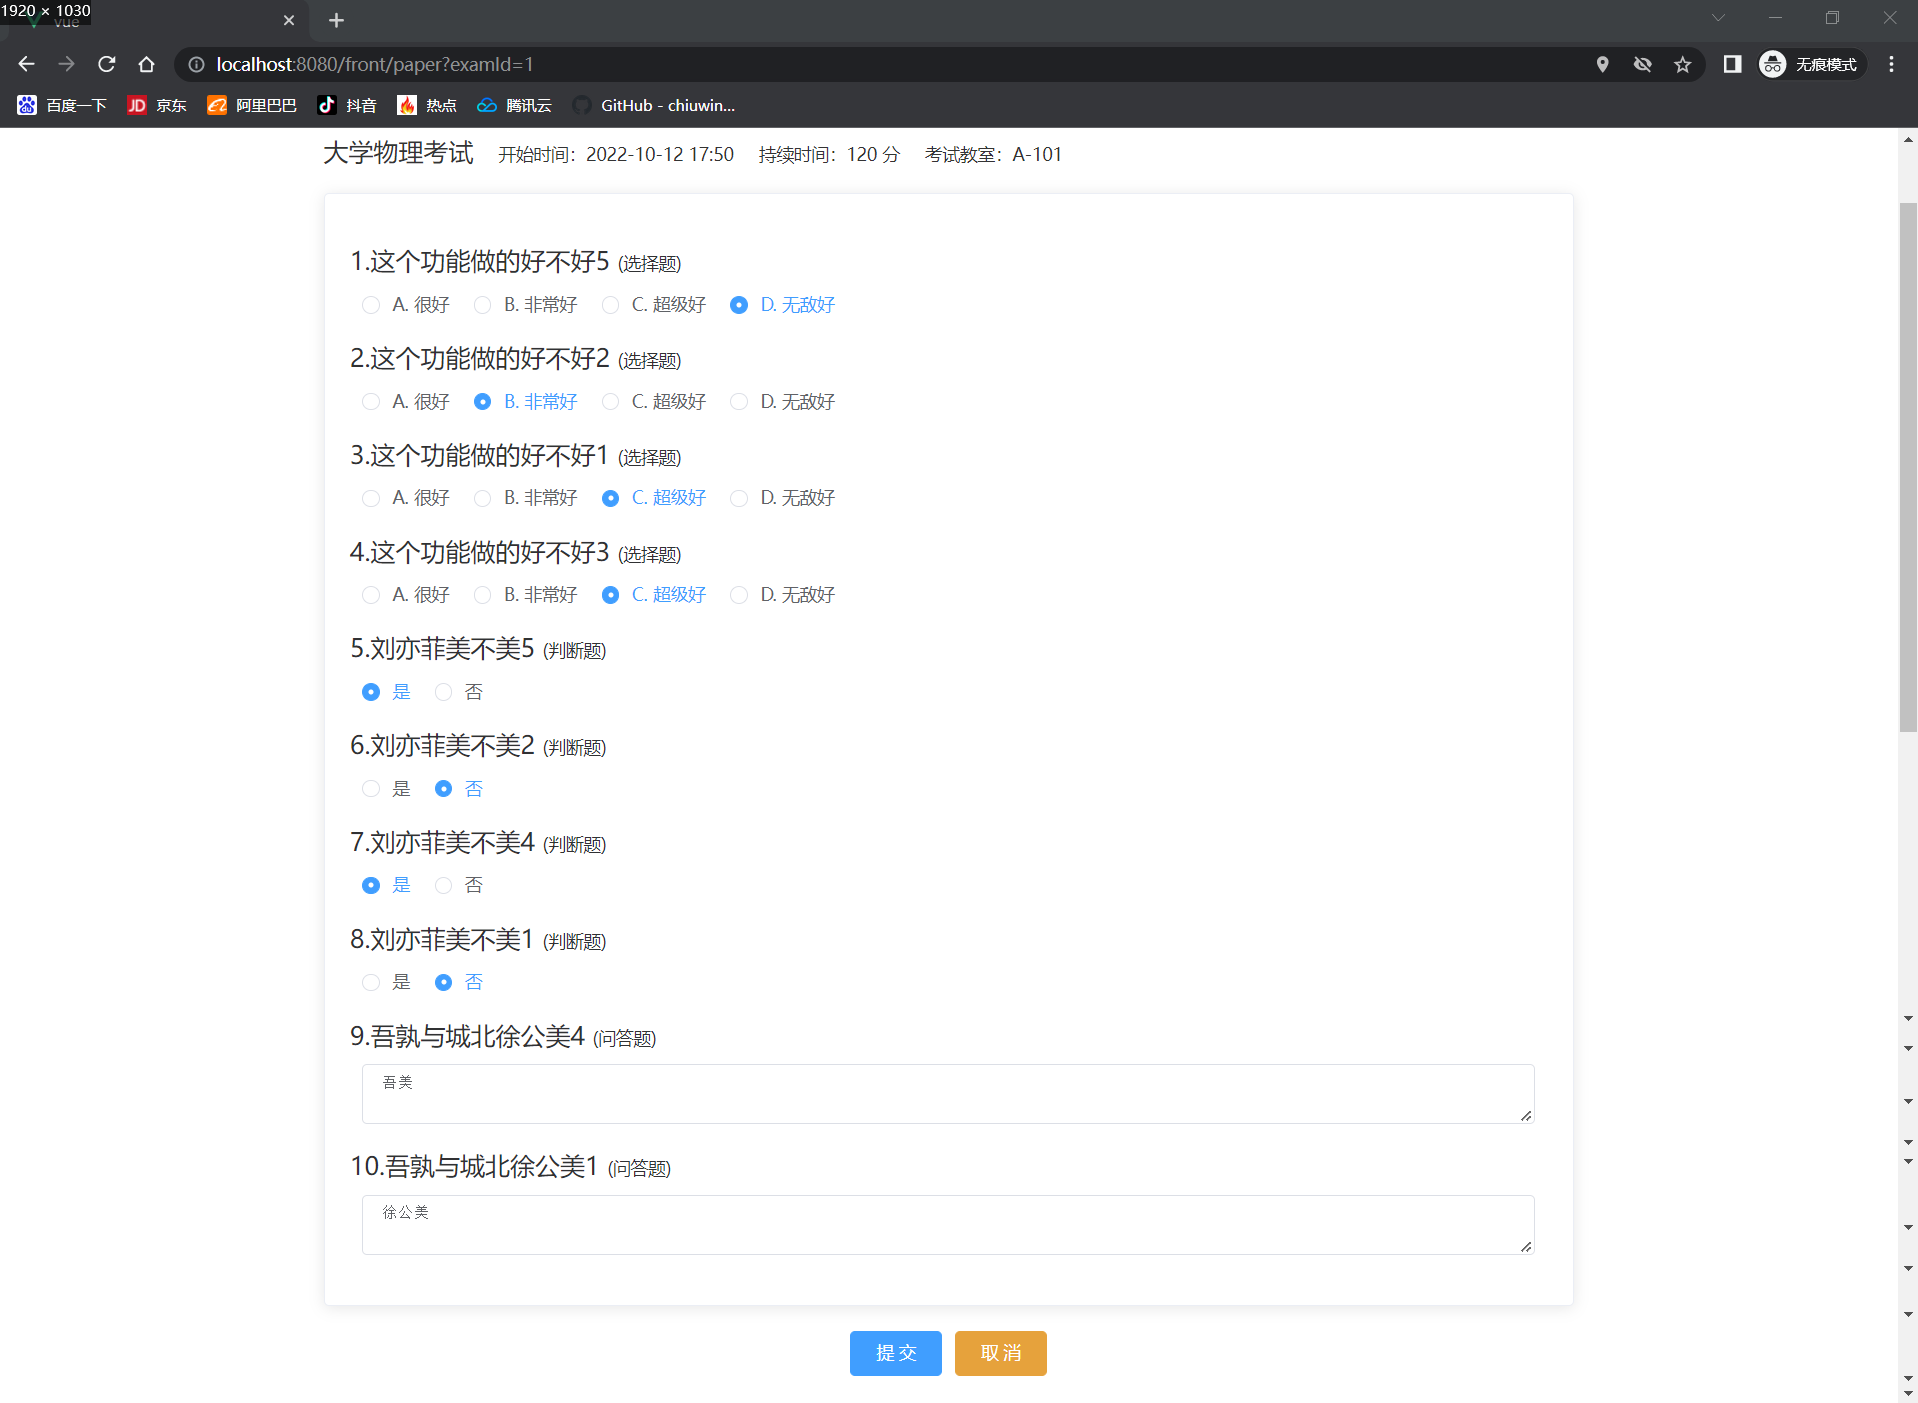 1920 × 1030
vue
localhost:8080/front/paper?examId=1
无痕模式
百度一下 京东 阿里巴巴 抖音 热点 腾讯云 GitHub - chiuwin...
大学物理考试 开始时间：2022-10-12 17:50 持续时间：120 分 考试教室：A-101
1.这个功能做的好不好5 (选择题)
A. 很好 B. 非常好 C. 超级好 D. 无敌好
2.这个功能做的好不好2 (选择题)
A. 很好 B. 非常好 C. 超级好 D. 无敌好
3.这个功能做的好不好1 (选择题)
A. 很好 B. 非常好 C. 超级好 D. 无敌好
4.这个功能做的好不好3 (选择题)
A. 很好 B. 非常好 C. 超级好 D. 无敌好
5.刘亦菲美不美5 (判断题)
是 否
6.刘亦菲美不美2 (判断题)
是 否
7.刘亦菲美不美4 (判断题)
是 否
8.刘亦菲美不美1 (判断题)
是 否
9.吾孰与城北徐公美4 (问答题)
吾美
10.吾孰与城北徐公美1 (问答题)
徐公美
提交 取消